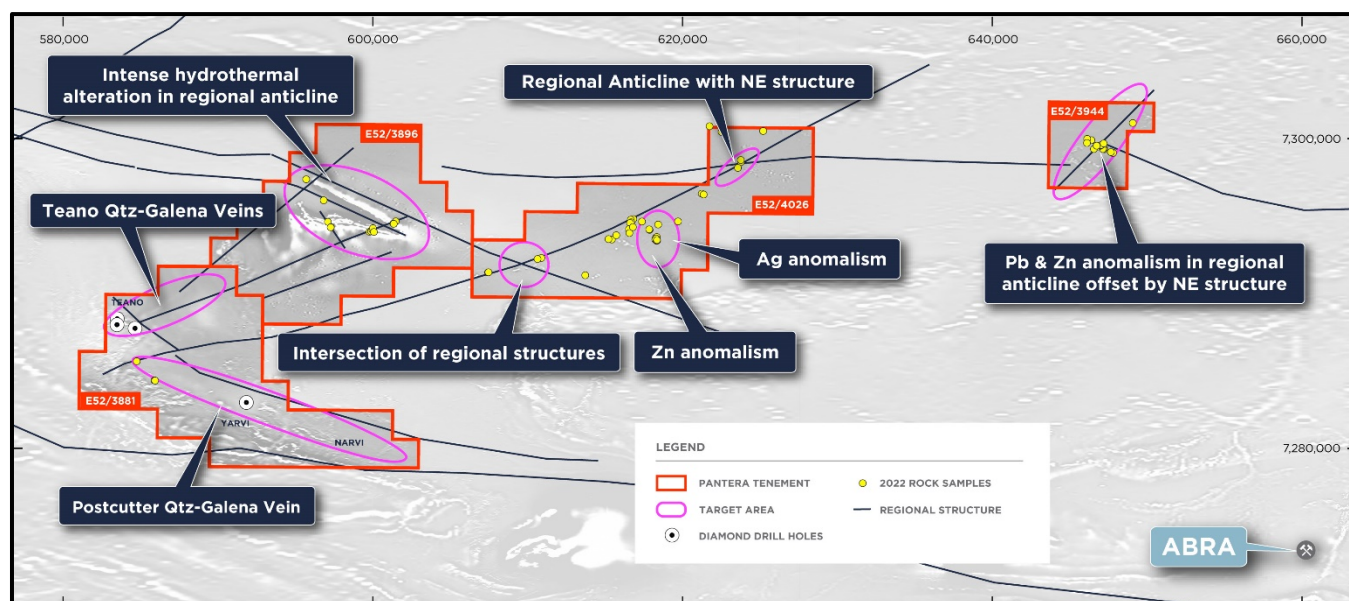 580,000
600,000
620,000
640,000
660,000
Intense hydrothermal
alteration in regional anticline
Regional Anticline with NE structure
E52/3896
E52/3944
7,300,000
Teano Qtz-Galena Veins
E52/4026
Ag anomalism
Pb & Zn anomalism in regional
anticline offset by NE structure
TEANO
Intersection of regional structures
Zn anomalism
E52/3881
YARVI
NARVI
7,280,000
Postcutter Qtz-Galena Vein
LEGEND
PANTERA TENEMENT
2022 ROCK SAMPLES
TARGET AREA
REGIONAL STRUCTURE
DIAMOND DRILL HOLES
ABRA